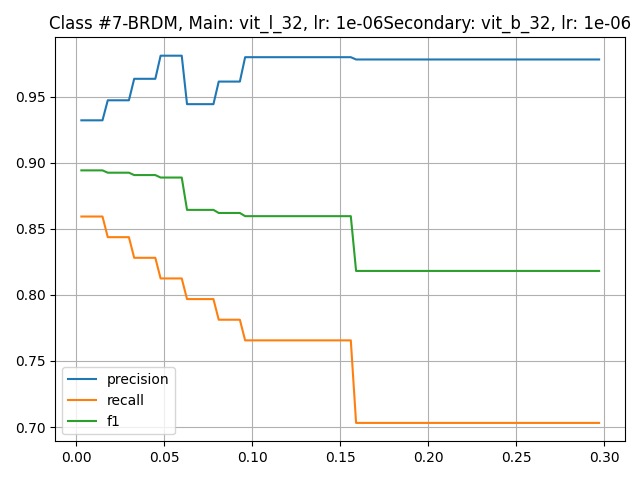 Class #7-BRDM, Main: vit_l_32, lr: 1e-06Secondary: vit_b_32, lr: 1e-06
0.95
0.90
0.85
0.80
0.75
0.70
precision
recall
f1
0.00 0.05 0.10 0.15 0.20 0.25 0.30